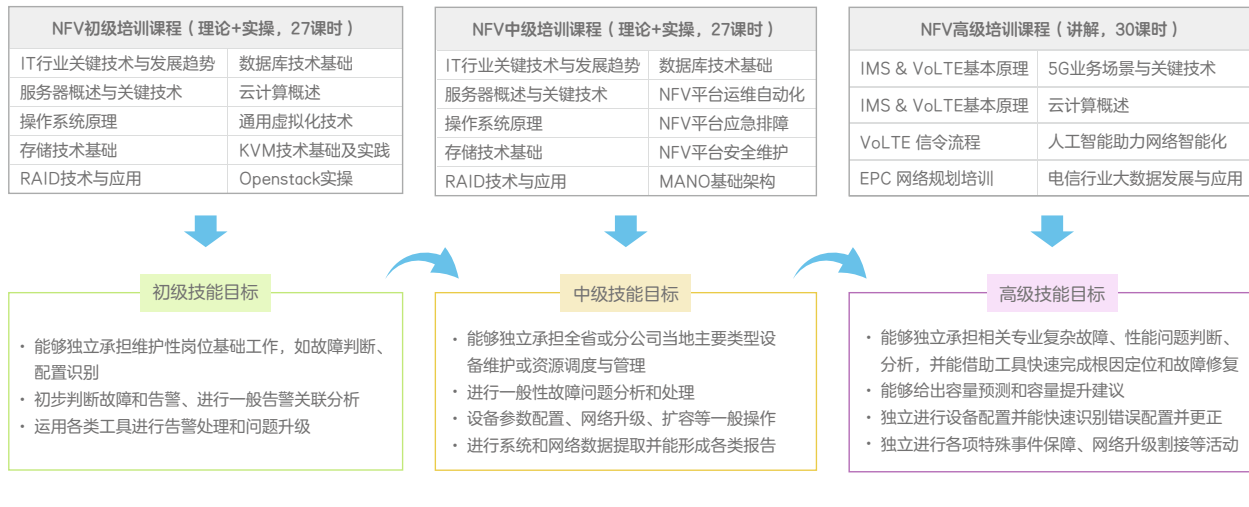 NFV初级培训课程（理论+实操，27课时）
IT行业关键技术与发展趋势 数据库技术基础
服务器概述与关键技术 云计算概述
操作系统原理 通用虚拟化技术
存储技术基础 KVM技术基础及实践
RAID技术与应用 Openstack实操
NFV中级培训课程（理论+实操，27课时）
IT行业关键技术与发展趋势 数据库技术基础
服务器概述与关键技术 NFV平台运维自动化
操作系统原理 NFV平台应急排障
存储技术基础 NFV平台安全维护
RAID技术与应用 MANO基础架构
NFV高级培训课程（讲解，30课时）
IMS & VoLTE基本原理 5G业务场景与关键技术
IMS & VoLTE基本原理 云计算概述
VoLTE 信令流程 人工智能助力网络智能化
EPC 网络规划培训 电信行业大数据发展与应用
初级技能目标
・能够独立承担维护性岗位基础工作，如故障判断、
配置识别
・初步判断故障和告警、进行一般告警关联分析
・运用各类工具进行告警处理和问题升级
中级技能目标
・能够独立承担全省或分公司当地主要类型设
备维护或资源调度与管理
・进行一般性故障问题分析和处理
・设备参数配置、网络升级、扩容等一般操作
・进行系统和网络数据提取并能形成各类报告
高级技能目标
・能够独立承担相关专业复杂故障、性能问题判断、
分析，并能借助工具快速完成根因定位和故障修复
・能够给出容量预测和容量提升建议
・独立进行设备配置并能快速识别错误配置并更正
・独立进行各项特殊事件保障、网络升级割接等活动